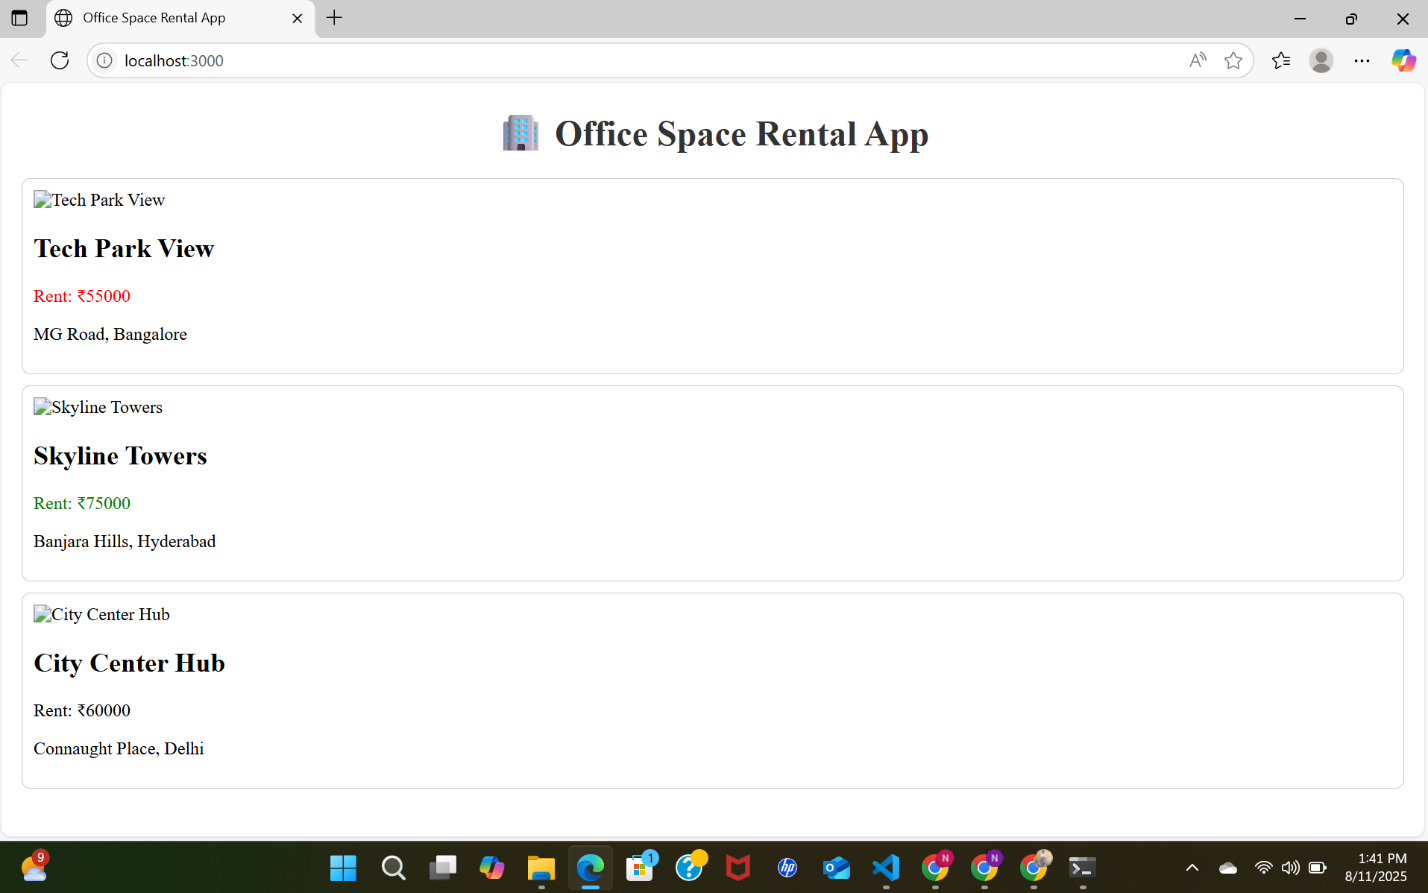 Office Space Rental App
localhost:3000
Office Space Rental App
Tech Park View
Tech Park View
Rent: ₹55000
MG Road, Bangalore
Skyline Towers
Skyline Towers
Rent: ₹75000
Banjara Hills, Hyderabad
City Center Hub
City Center Hub
Rent: ₹60000
Connaught Place, Delhi
9
1
hp
N
N
1:41 PM
8/11/2025